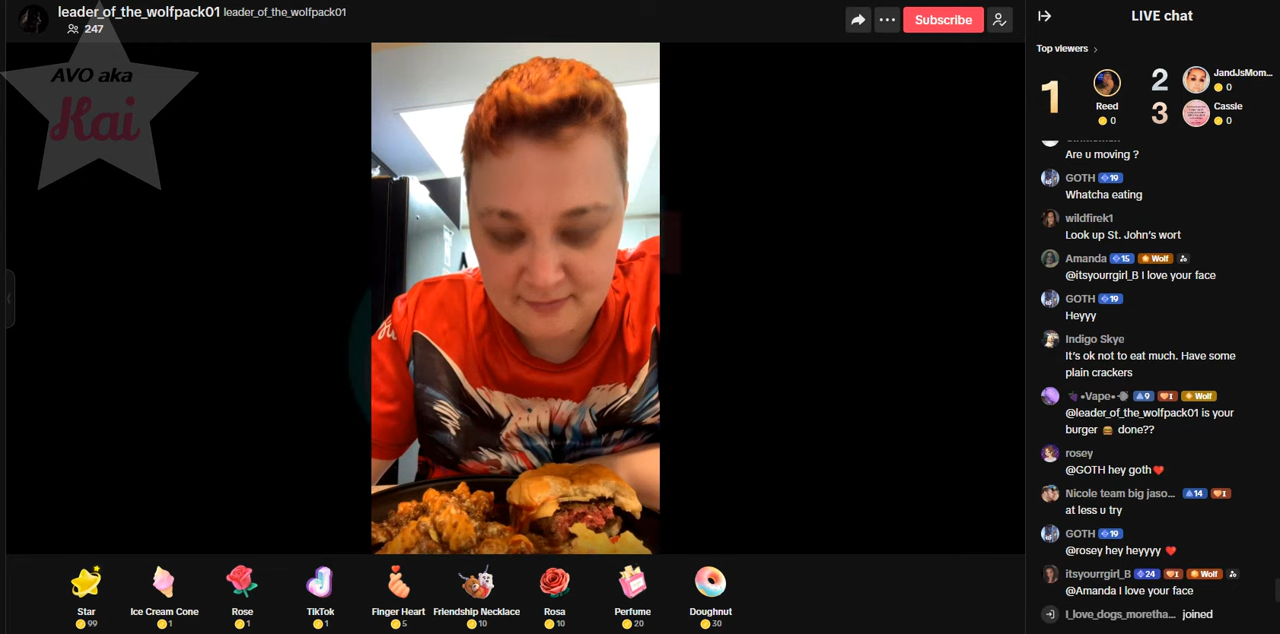 leader_of_the_wolfpack01 leader_of_the_wolfpack01
247
Subscribe
AVO aka
Kai
LIVE chat
Top viewers
1
Reed
0
2
JandJsMom...
0
3
Cassie
0
Are u moving ?
GOTH 19
Whatcha eating
wildfirek1
Look up St. John's wort
Amanda 15 Wolf
@itsyourrgirl_B I love your face
GOTH 19
Heyyy
Indigo Skye
It's ok not to eat much. Have some
plain crackers
•Vape• 9 I Wolf
@leader_of_the_wolfpack01 is your
burger 🍔 done??
rosey
@GOTH hey goth❤️
Nicole team big jaso... 14 I
at less u try
GOTH 19
@rosey hey heyyyy ❤️
itsyourrgirl_B 24 I Wolf
@Amanda I love your face
I_love_dogs_moretha... joined
Star
99
Ice Cream Cone
1
Rose
1
TikTok
1
Finger Heart
5
Friendship Necklace
10
Rosa
10
Perfume
20
Doughnut
30